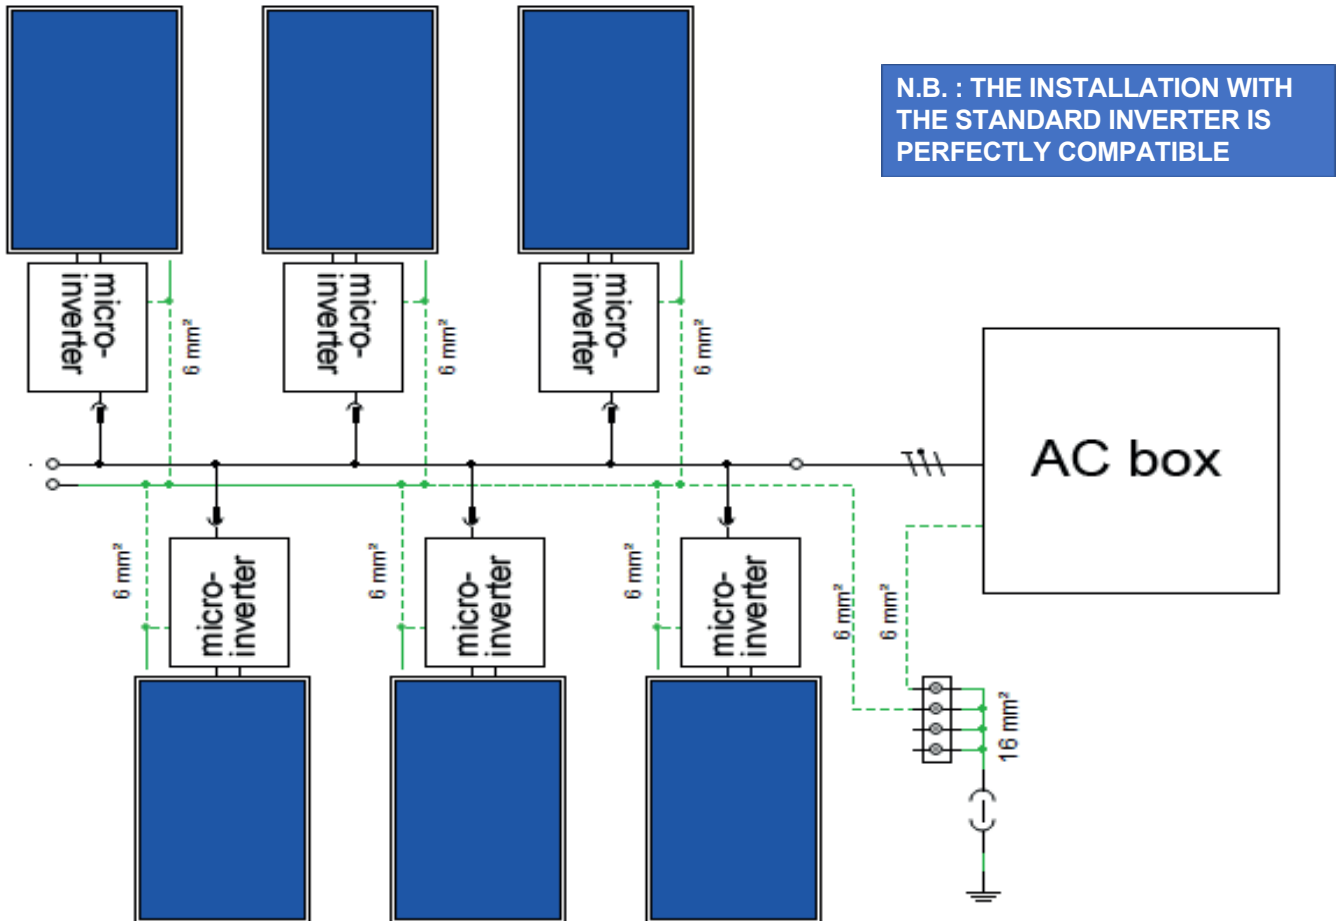 N.B. : THE INSTALLATION WITH
THE STANDARD INVERTER IS
PERFECTLY COMPATIBLE
micro-
inverter
6 mm²
micro-
inverter
6 mm²
micro-
inverter
6 mm²
AC box
6 mm²
micro-
inverter
6 mm²
micro-
inverter
6 mm²
micro-
inverter
6 mm²
6 mm²
16 mm²